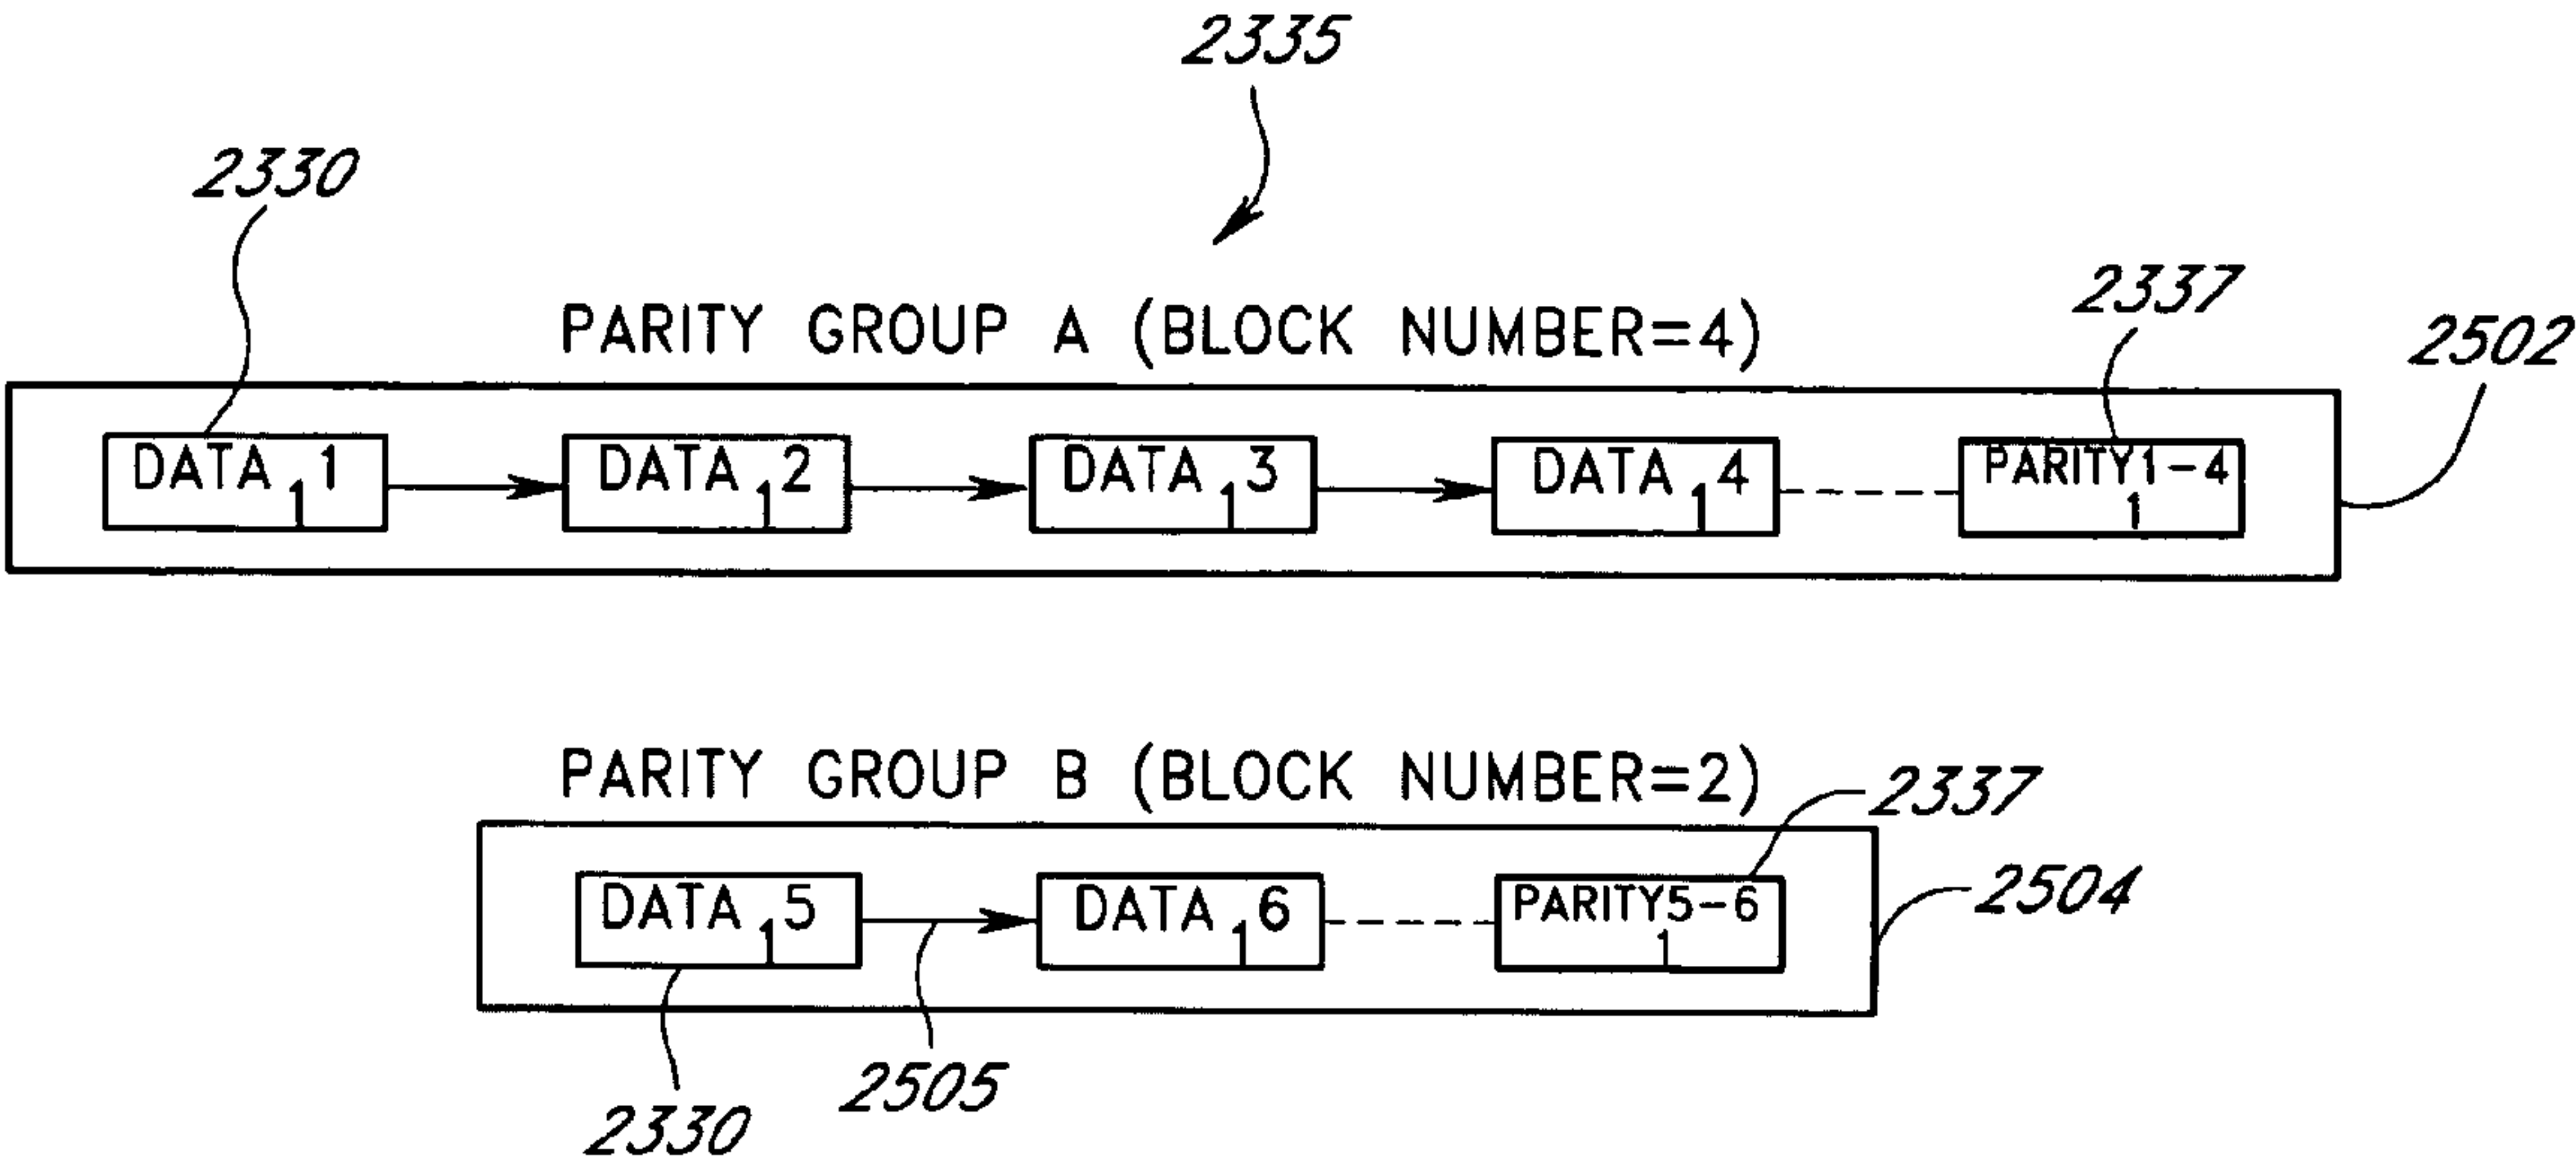 2335
2330
PARITY GROUP A (BLOCK NUMBER=4)
2337
2502
DATA 1 1
DATA 1 2
DATA 1 3
DATA 1 4
PARITY1-4
1
PARITY GROUP B (BLOCK NUMBER=2)
2337
DATA 1 5
DATA 1 6
PARITY5-6
1
2504
2505
2330